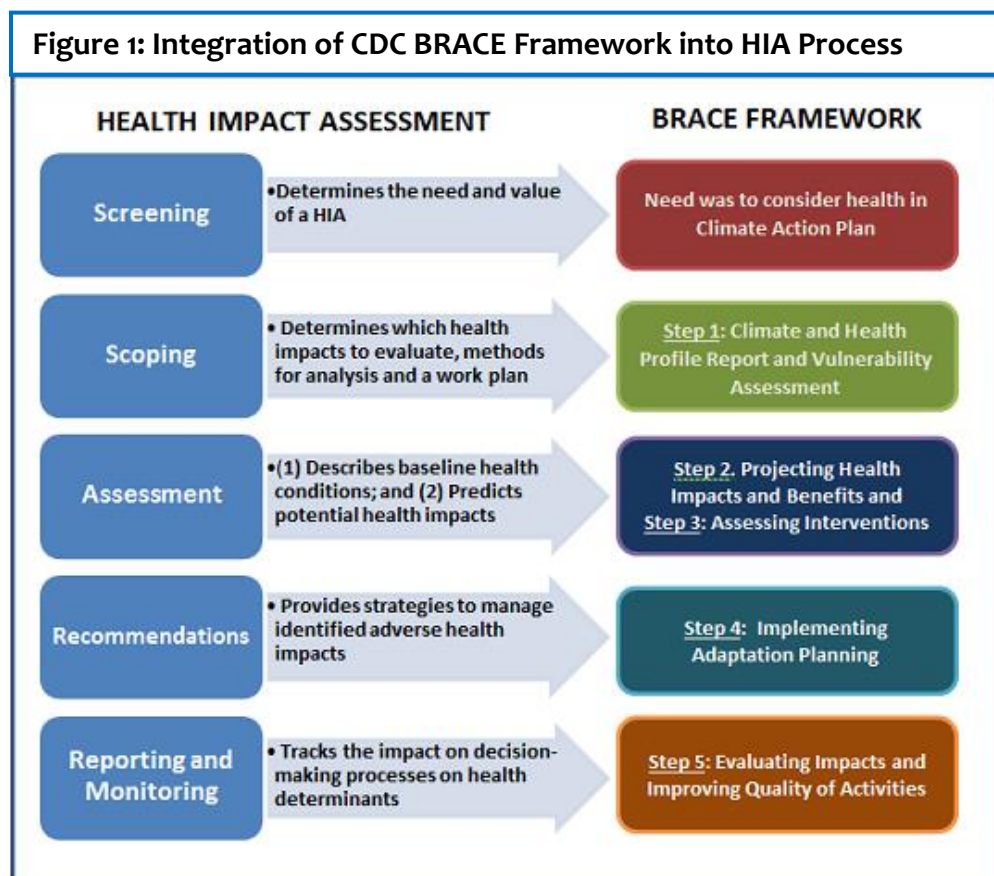 Figure 1: Integration of CDC BRACE Framework into HIA Process
HEALTH IMPACT ASSESSMENT
BRACE FRAMEWORK
Screening
•Determines the need and value
of a HIA
Need was to consider health in
Climate Action Plan
Scoping
• Determines which health
impacts to evaluate, methods
for analysis and a work plan
Step 1: Climate and Health
Profile Report and Vulnerability
Assessment
Assessment
•(1) Describes baseline health
conditions; and (2) Predicts
potential health impacts
Step 2. Projecting Health
Impacts and Benefits and
Step 3: Assessing Interventions
Recommendations
• Provides strategies to manage
identified adverse health
impacts
Step 4: Implementing
Adaptation Planning
Reporting and
Monitoring
• Tracks the impact on decision-
making processes on health
determinants
Step 5: Evaluating Impacts and
Improving Quality of Activities